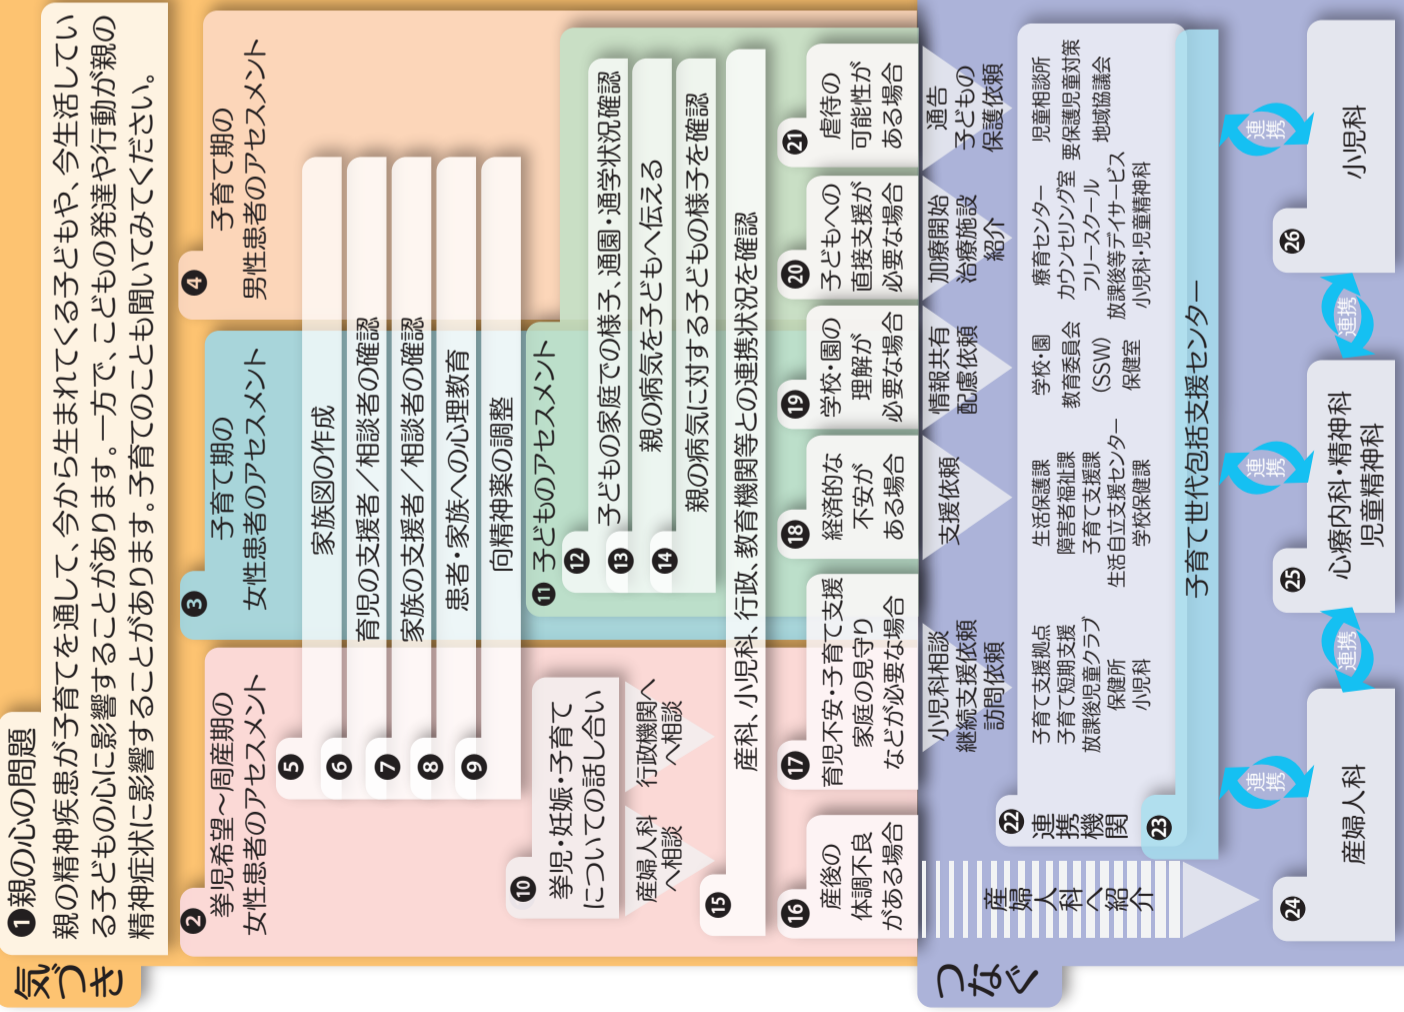 気づき
❶親の心の問題
親の精神疾患が子育てを通して、今から生まれてくる子どもや、今生活してい
る子どもの心に影響することがあります。一方で、こどもの発達や行動が親の
精神症状に影響することがあります。子育てのことも聞いてみてください。
❷
挙児希望〜周産期の
女性患者のアセスメント
❸
子育て期の
女性患者のアセスメント
❹
子育て期の
男性患者のアセスメント
❺
家族図の作成
❻
育児の支援者/相談者の確認
❼
家族の支援者/相談者の確認
❽
患者・家族への心理教育
❾
向精神薬の調整
❿
挙児・妊娠・子育て
についての話し合い
産婦人科
へ相談
行政機関へ
へ相談
⓫子どものアセスメント
⓬
子どもの家庭での様子、通園・通学状況確認
⓭
親の病気を子どもへ伝える
⓮
親の病気に対する子どもの様子を確認
⓯
産科、小児科、行政、教育機関等との連携状況を確認
⓰
産後の
体調不良
がある場合
⓱
育児不安・子育て支援
家庭の見守り
などが必要な場合
⓲
経済的な
不安が
ある場合
⓳
学校・園の
理解が
必要な場合
⓴
子どもへの
直接支援が
必要な場合
21
虐待の
可能性が
ある場合
つなぐ
産婦人科へ紹介
小児科相談
継続支援依頼
訪問依頼
支援依頼
情報共有
配慮依頼
加療開始
治療施設
紹介
通告
子どもの
保護依頼
22
連携
機関
子育て支援拠点
子育て短期支援
放課後児童クラブ
保健所
小児科
生活保護課
障害者福祉課
子育て支援課
生活自立支援センター
学校保健課
学校・園
教育委員会
(SSW)
保健室
療育センター
カウンセリング室
フリースクール
放課後等デイサービス
小児科・児童精神科
児童相談所
要保護児童対策
地域協議会
23
子育て世代包括支援センター
連携
連携
連携
24
産婦人科
連携
25
心療内科・精神科
児童精神科
連携
26
小児科